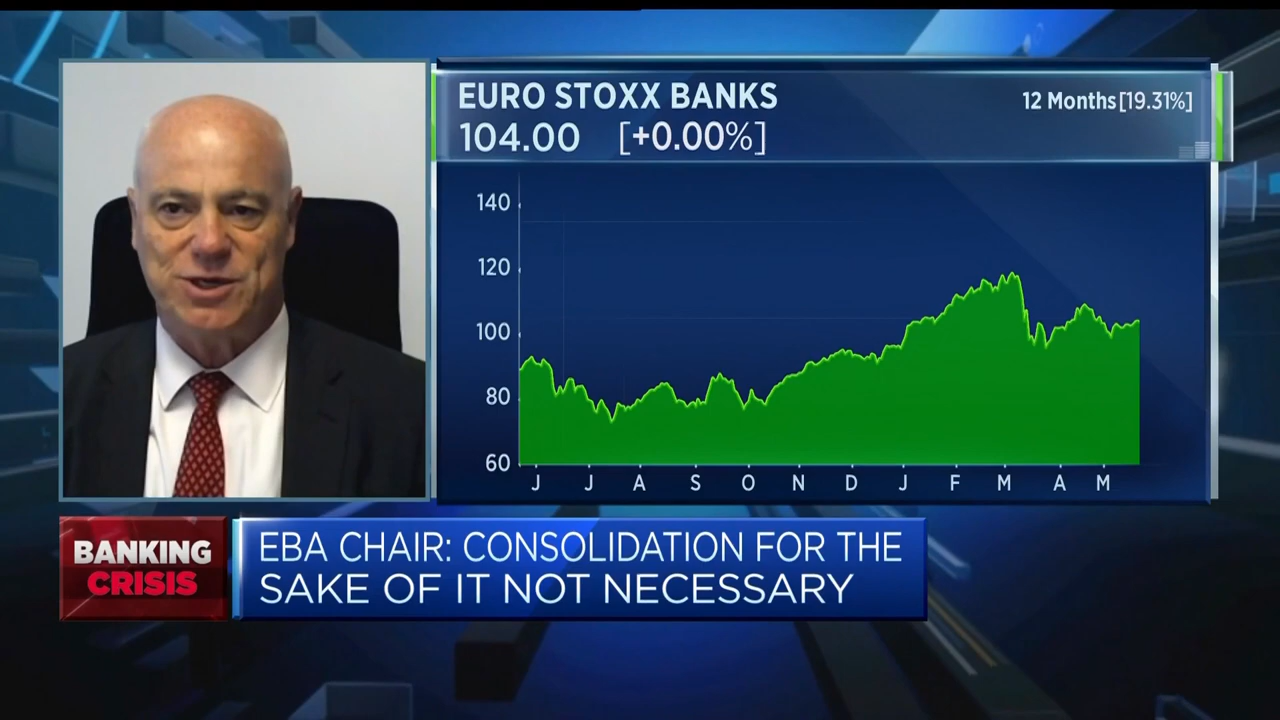 EURO STOXX BANKS
12 Months[19.31%]
104.00 [+0.00%]
140
120
100
80
60
J J A S O N D J F M A M
BANKING
CRISIS
EBA CHAIR: CONSOLIDATION FOR THE
SAKE OF IT NOT NECESSARY